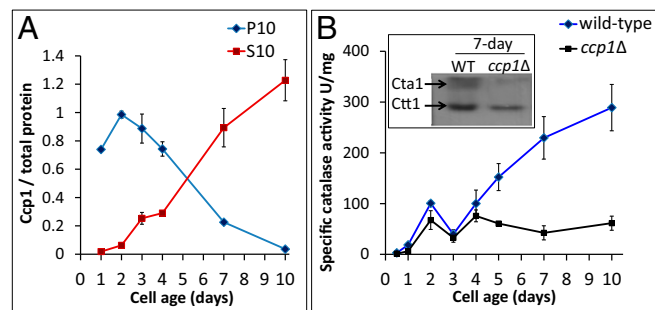 A
P10
S10
Ccp1 / total protein
1.4
1.2
1
0.8
0.6
0.4
0.2
0
0 1 2 3 4 5 6 7 8 9 10
Cell age (days)
B
wild-type
ccp1Δ
Specific catalase activity U/mg
400
300
200
100
0
7-day
WT ccp1Δ
Cta1
Ctt1
0 1 2 3 4 5 6 7 8 9 10
Cell age (days)